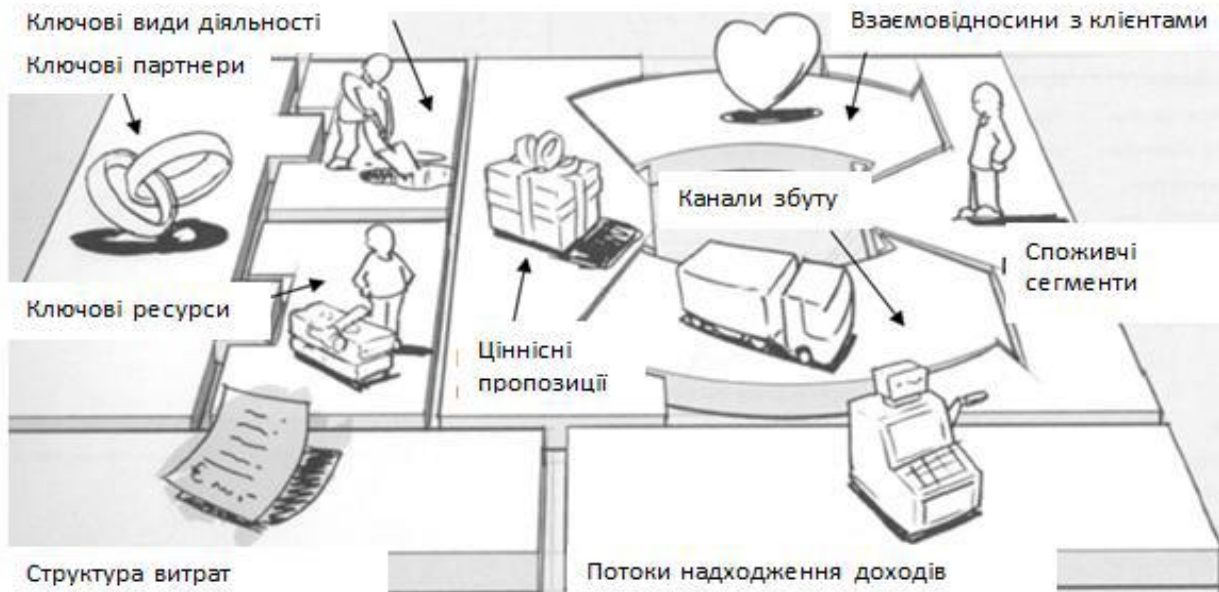 Ключові види діяльності
Взаємовідносини з клієнтами
Ключові партнери
Канали збуту
Споживчі
сегменти
Ключові ресурси
Ціннісні
пропозиції
Структура витрат
Потоки надходження доходів